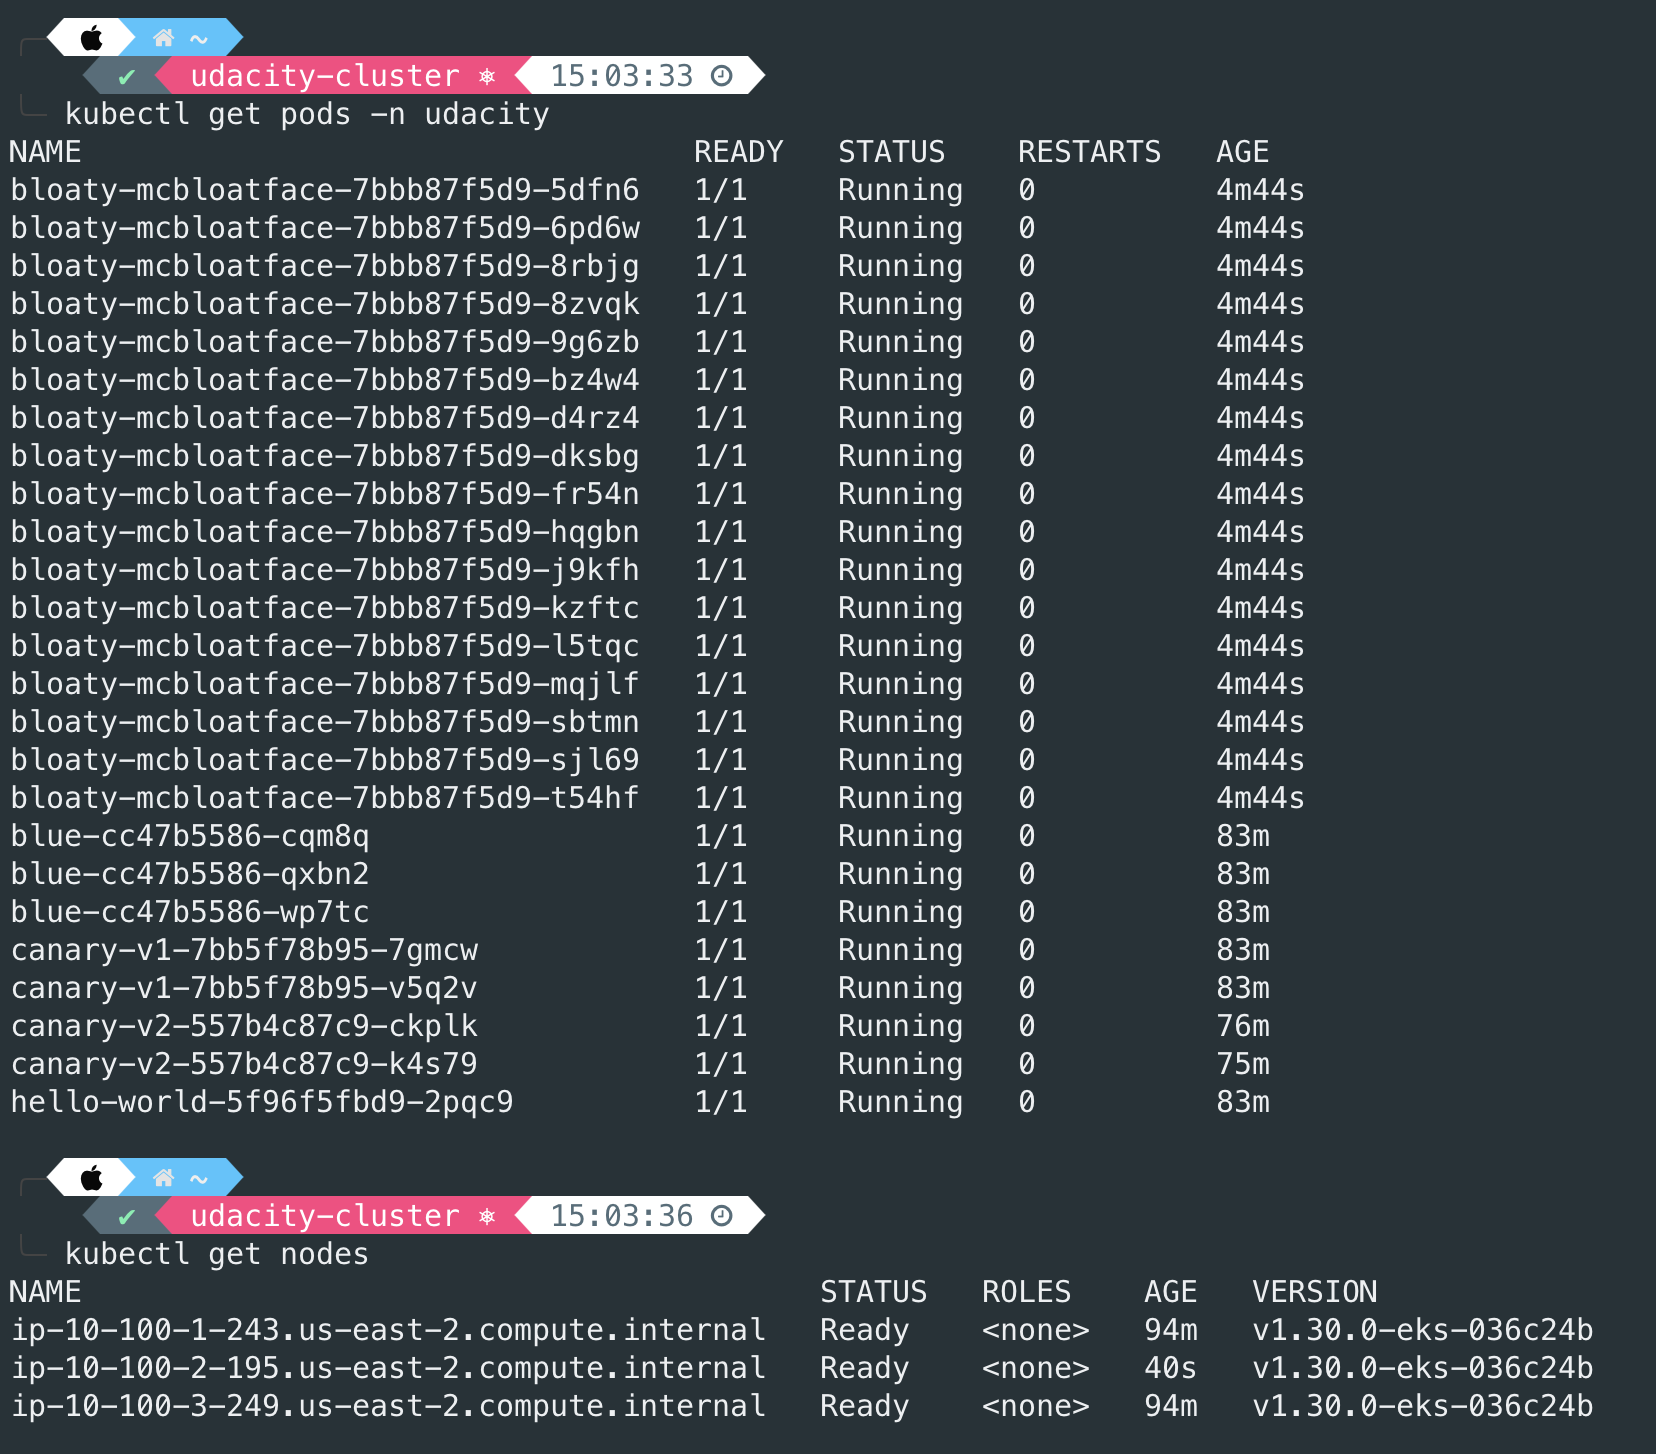 ~
✔ udacity-cluster ⎈ 15:03:33
kubectl get pods -n udacity
NAME READY STATUS RESTARTS AGE
bloaty-mcbloatface-7bbb87f5d9-5dfn6 1/1 Running 0 4m44s
bloaty-mcbloatface-7bbb87f5d9-6pd6w 1/1 Running 0 4m44s
bloaty-mcbloatface-7bbb87f5d9-8rbjg 1/1 Running 0 4m44s
bloaty-mcbloatface-7bbb87f5d9-8zvqk 1/1 Running 0 4m44s
bloaty-mcbloatface-7bbb87f5d9-9g6zb 1/1 Running 0 4m44s
bloaty-mcbloatface-7bbb87f5d9-bz4w4 1/1 Running 0 4m44s
bloaty-mcbloatface-7bbb87f5d9-d4rz4 1/1 Running 0 4m44s
bloaty-mcbloatface-7bbb87f5d9-dksbg 1/1 Running 0 4m44s
bloaty-mcbloatface-7bbb87f5d9-fr54n 1/1 Running 0 4m44s
bloaty-mcbloatface-7bbb87f5d9-hqgbn 1/1 Running 0 4m44s
bloaty-mcbloatface-7bbb87f5d9-j9kfh 1/1 Running 0 4m44s
bloaty-mcbloatface-7bbb87f5d9-kzftc 1/1 Running 0 4m44s
bloaty-mcbloatface-7bbb87f5d9-l5tqc 1/1 Running 0 4m44s
bloaty-mcbloatface-7bbb87f5d9-mqjlf 1/1 Running 0 4m44s
bloaty-mcbloatface-7bbb87f5d9-sbtmn 1/1 Running 0 4m44s
bloaty-mcbloatface-7bbb87f5d9-sjl69 1/1 Running 0 4m44s
bloaty-mcbloatface-7bbb87f5d9-t54hf 1/1 Running 0 4m44s
blue-cc47b5586-cqm8q 1/1 Running 0 83m
blue-cc47b5586-qxbn2 1/1 Running 0 83m
blue-cc47b5586-wp7tc 1/1 Running 0 83m
canary-v1-7bb5f78b95-7gmcw 1/1 Running 0 83m
canary-v1-7bb5f78b95-v5q2v 1/1 Running 0 83m
canary-v2-557b4c87c9-ckplk 1/1 Running 0 76m
canary-v2-557b4c87c9-k4s79 1/1 Running 0 75m
hello-world-5f96f5fbd9-2pqc9 1/1 Running 0 83m
~
✔ udacity-cluster ⎈ 15:03:36
kubectl get nodes
NAME STATUS ROLES AGE VERSION
ip-10-100-1-243.us-east-2.compute.internal Ready <none> 94m v1.30.0-eks-036c24b
ip-10-100-2-195.us-east-2.compute.internal Ready <none> 40s v1.30.0-eks-036c24b
ip-10-100-3-249.us-east-2.compute.internal Ready <none> 94m v1.30.0-eks-036c24b